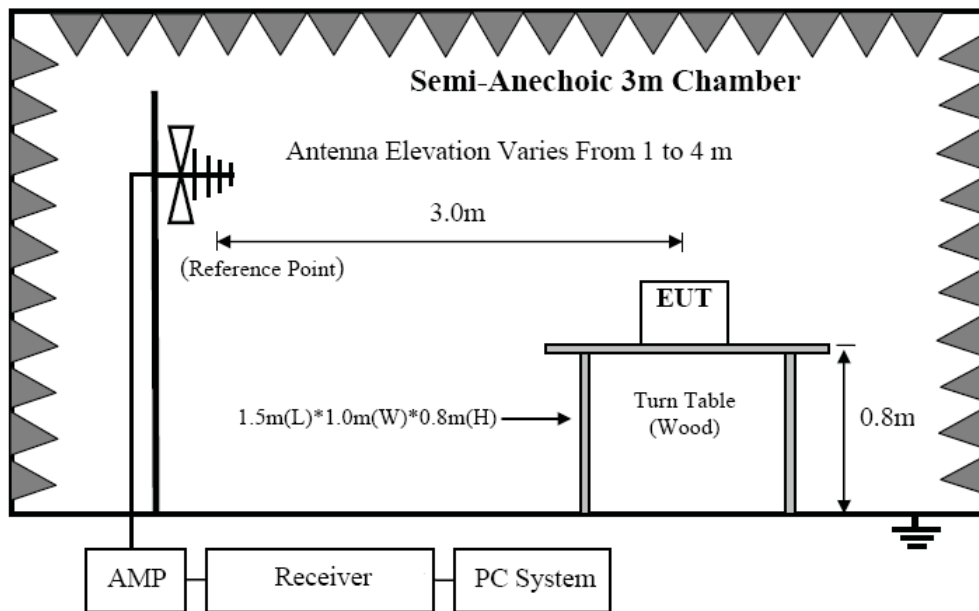 Semi-Anechoic 3m Chamber
Antenna Elevation Varies From 1 to 4 m
3.0m
(Reference Point)
EUT
1.5m(L)*1.0m(W)*0.8m(H)
Turn Table
(Wood)
0.8m
AMP
Receiver
PC System